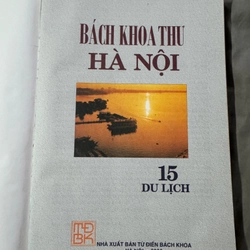 BÁCH KHOA THƯ
HÀ NỘI
15
DU LỊCH
NHÀ XUẤT BẢN TỪ ĐIỂN BÁCH KHOA